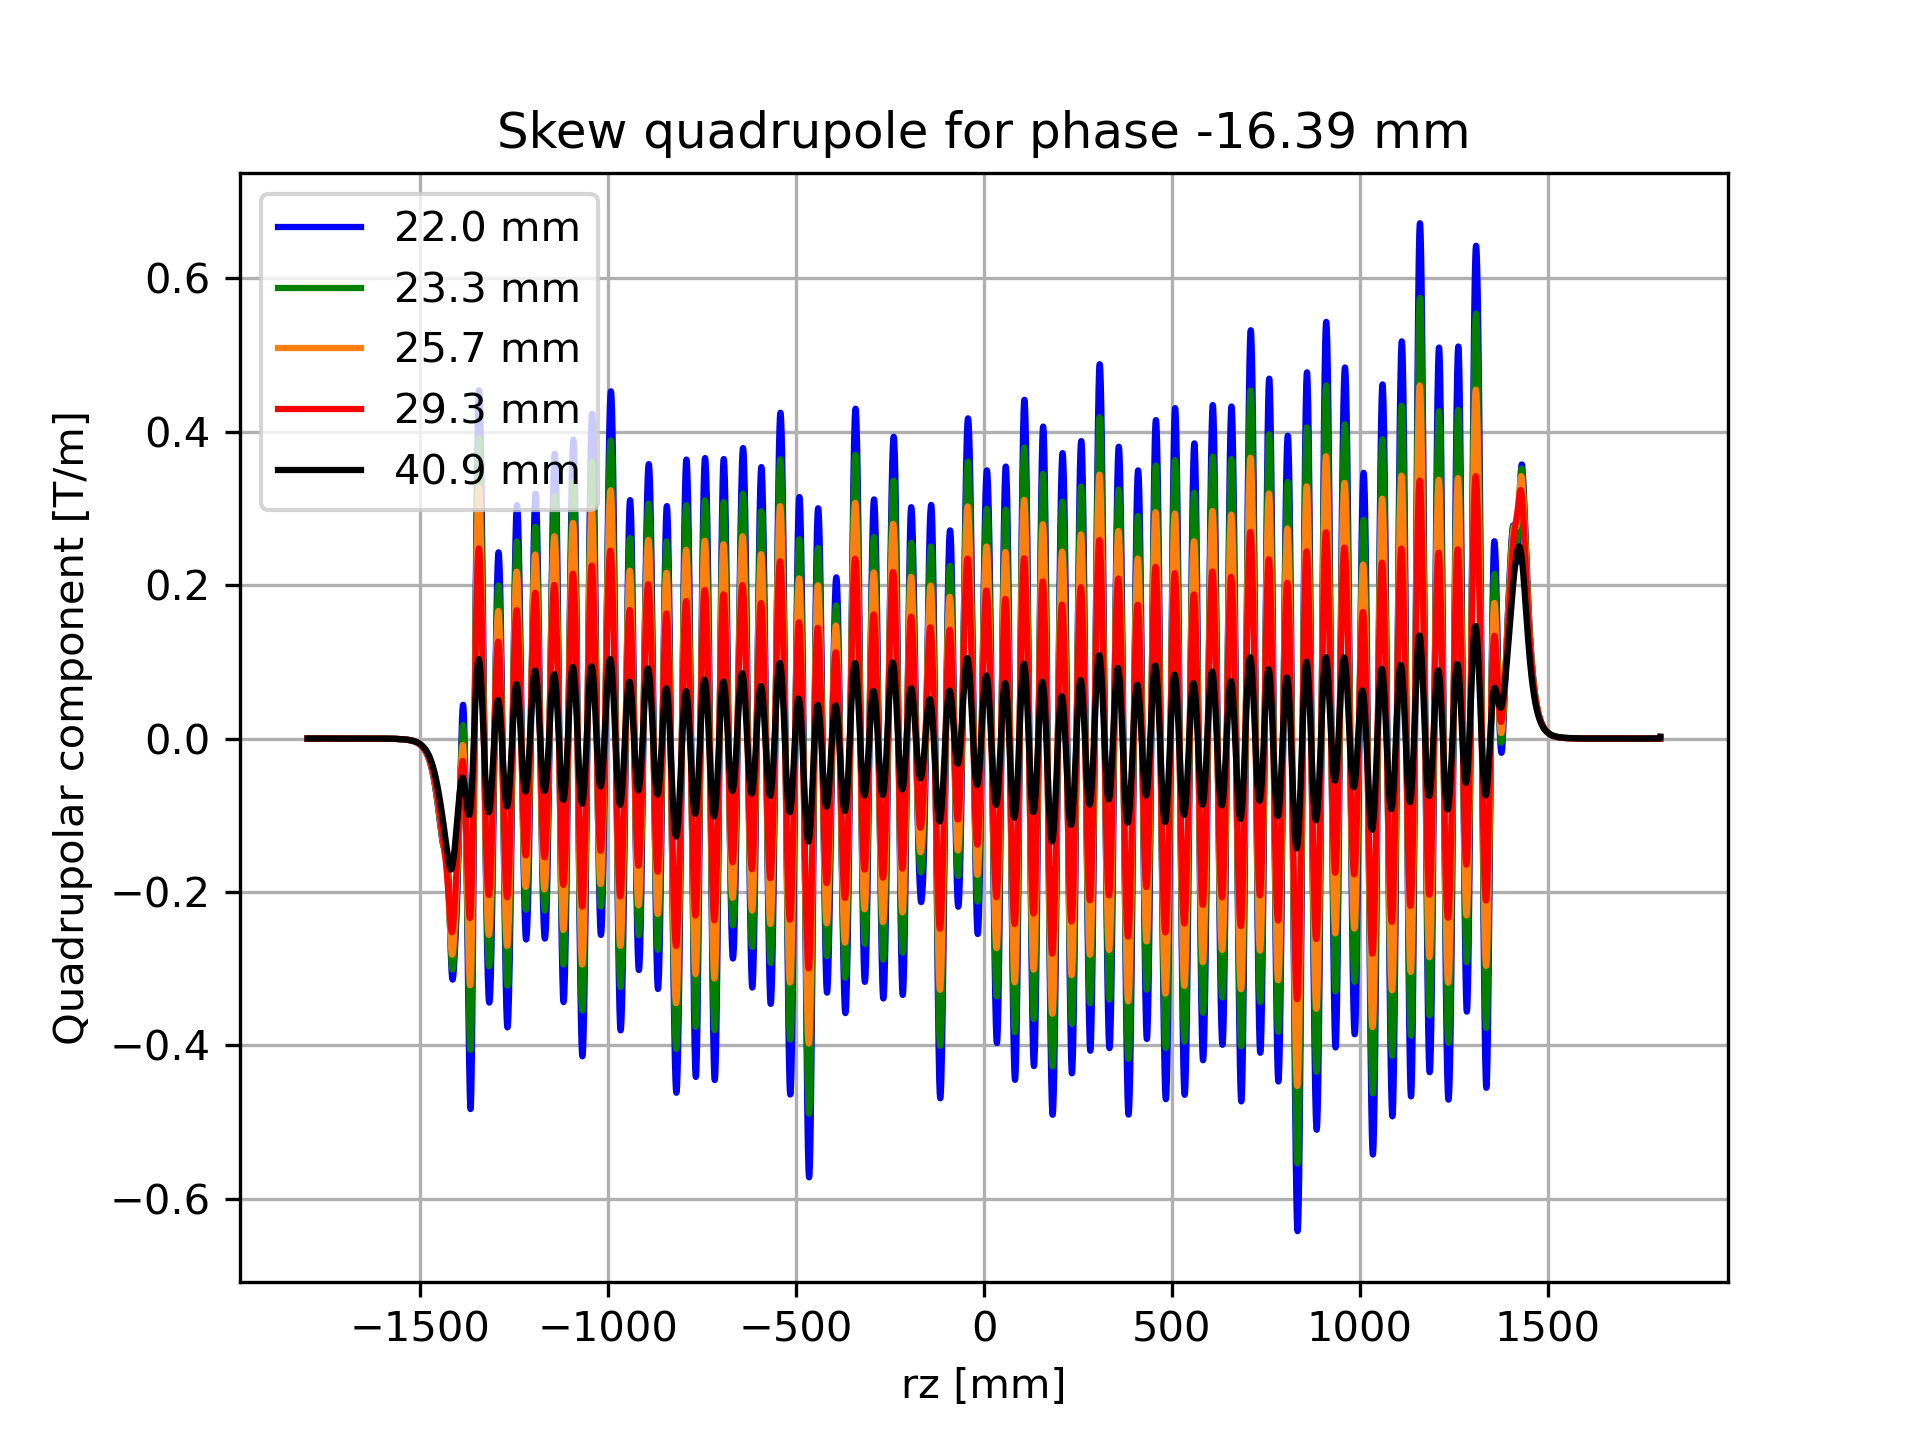 Skew quadrupole for phase -16.39 mm
22.0 mm
23.3 mm
25.7 mm
29.3 mm
40.9 mm
Quadrupolar component [T/m]
0.6
0.4
0.2
0.0
−0.2
−0.4
−0.6
−1500 −1000 −500 0 500 1000 1500
rz [mm]